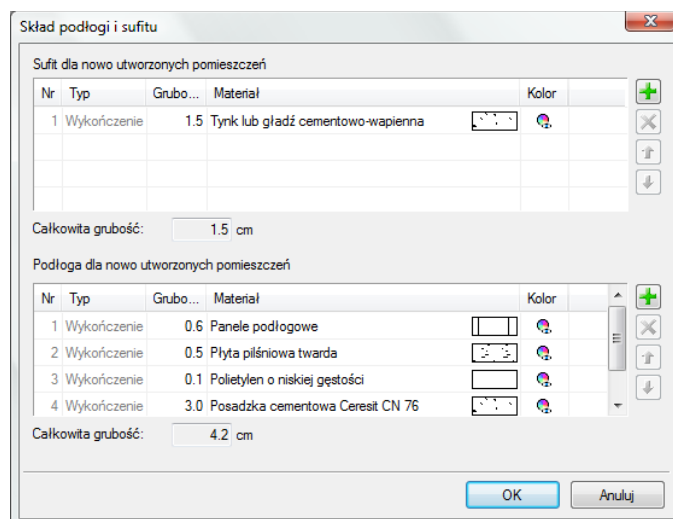 Skład podłogi i sufitu
Sufit dla nowo utworzonych pomieszczeń
Nr Typ Grubo... Materiał Kolor
1 Wykończenie 1.5 Tynk lub gładź cementowo-wapienna
Całkowita grubość: 1.5 cm
Podłoga dla nowo utworzonych pomieszczeń
Nr Typ Grubo... Materiał Kolor
1 Wykończenie 0.6 Panele podłogowe
2 Wykończenie 0.5 Płyta pilśniowa twarda
3 Wykończenie 0.1 Polietylen o niskiej gęstości
4 Wykończenie 3.0 Posadzka cementowa Ceresit CN 76
Całkowita grubość: 4.2 cm
OK Anuluj